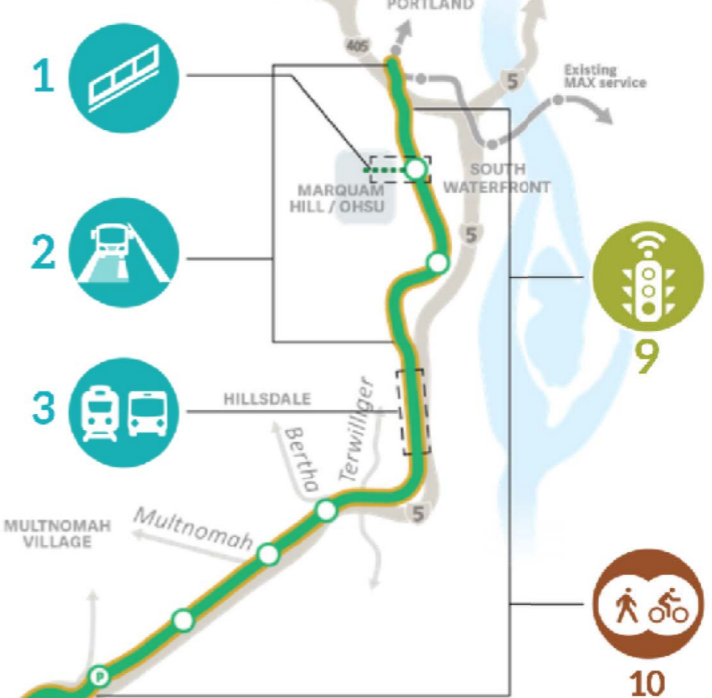 PORTLAND
405
1
5
Existing
MAX service
MARQUAM
HILL / OHSU
SOUTH
WATERFRONT
2
5
9
3
HILLSDALE
Bertha
Terwilliger
5
MULTNOMAH
VILLAGE
Multnomah
P
10